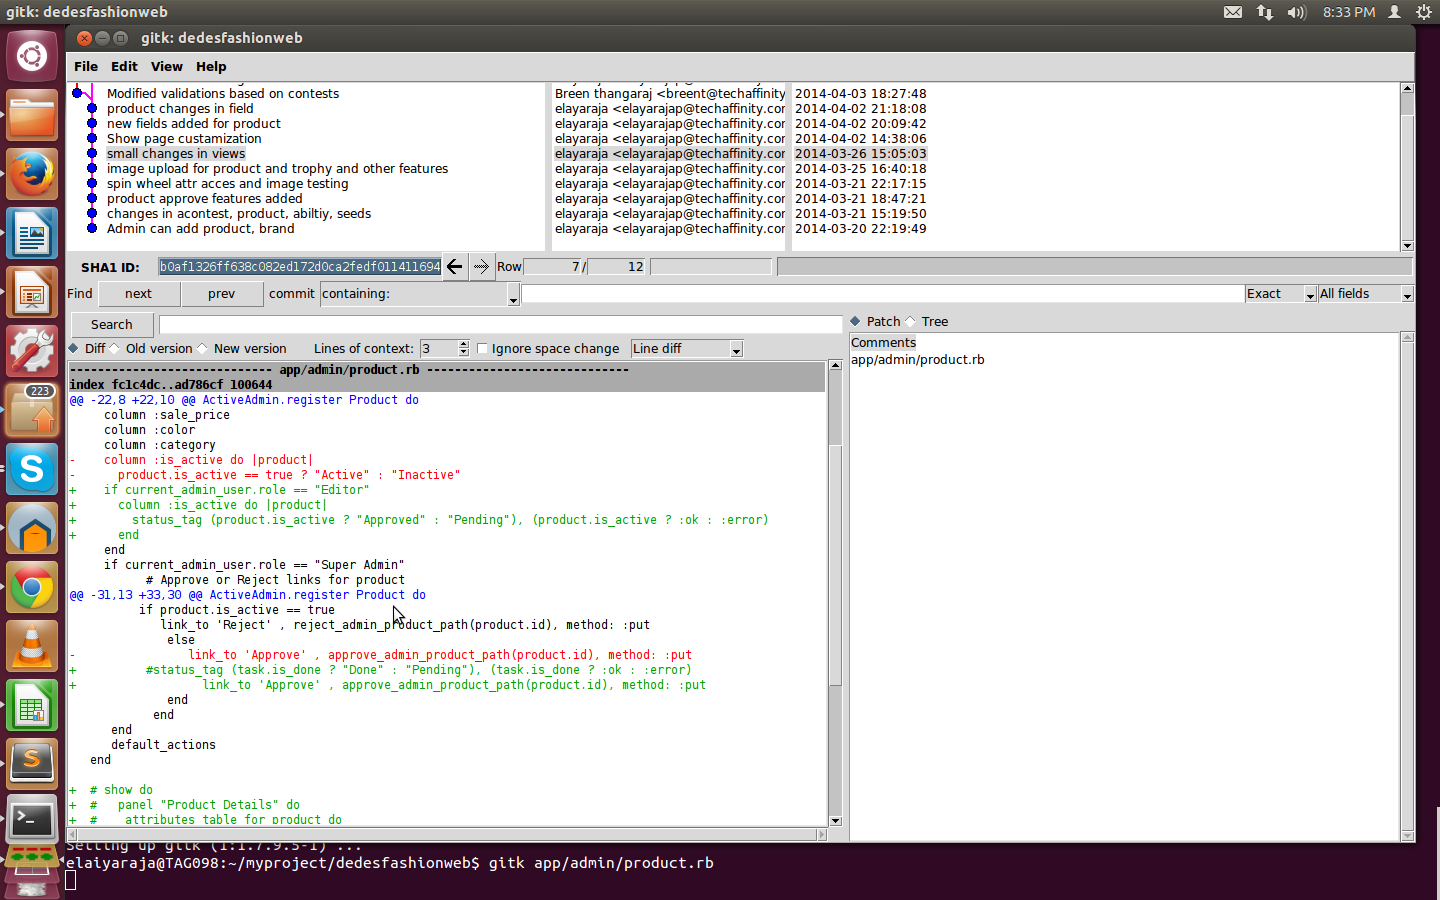 gitk: dedesfashionweb
8:33 PM
gitk: dedesfashionweb
File Edit View Help
Modified validations based on contests Breen thangaraj <breent@techaffinity 2014-04-03 18:27:48
product changes in field elayaraja <elayarajap@techaffinity.cor 2014-04-02 21:18:08
new fields added for product elayaraja <elayarajap@techaffinity.cor 2014-04-02 20:09:42
Show page custamization elayaraja <elayarajap@techaffinity.cor 2014-04-02 14:38:06
small changes in views elayaraja <elayarajap@techaffinity.cor 2014-03-26 15:05:03
image upload for product and trophy and other features elayaraja <elayarajap@techaffinity.cor 2014-03-25 16:40:18
spin wheel attr acces and image testing elayaraja <elayarajap@techaffinity.cor 2014-03-21 22:17:15
product approve features added elayaraja <elayarajap@techaffinity.cor 2014-03-21 18:47:21
changes in acontest, product, abiltiy, seeds elayaraja <elayarajap@techaffinity.cor 2014-03-21 15:19:50
Admin can add product, brand elayaraja <elayarajap@techaffinity.cor 2014-03-20 22:19:49
SHA1 ID: b0af1326ff638c082ed172d0ca2fedf011411694 Row 7 / 12
Find next prev commit containing: Exact All fields
Search
Patch Tree
Diff Old version New version Lines of context: 3 Ignore space change Line diff
Comments
app/admin/product.rb
----------------------------- app/admin/product.rb -----------------------------
index fc1c4dc..ad786cf 100644
@@ -22,8 +22,10 @@ ActiveAdmin.register Product do
column :sale_price
column :color
column :category
- column :is_active do |product|
- product.is_active == true ? "Active" : "Inactive"
+ if current_admin_user.role == "Editor"
+ column :is_active do |product|
+ status_tag (product.is_active ? "Approved" : "Pending"), (product.is_active ? :ok : :error)
+ end
end
if current_admin_user.role == "Super Admin"
# Approve or Reject links for product
@@ -31,13 +33,30 @@ ActiveAdmin.register Product do
if product.is_active == true
link_to 'Reject' , reject_admin_product_path(product.id), method: :put
else
- link_to 'Approve' , approve_admin_product_path(product.id), method: :put
+ #status_tag (task.is_done ? "Done" : "Pending"), (task.is_done ? :ok : :error)
+ link_to 'Approve' , approve_admin_product_path(product.id), method: :put
end
end
end
default_actions
end
+ # show do
+ # panel "Product Details" do
+ # attributes_table_for product do
223
Setting up gitk (1:1.7.9.5-1) ...
elaiyaraja@TAG098:~/myproject/dedesfashionweb$ gitk app/admin/product.rb